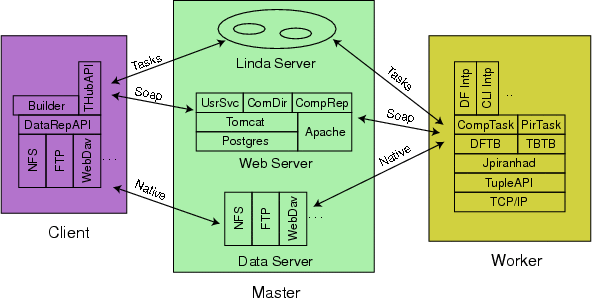 THubAPI
Builder
DataRepAPI
NFS
FTP
WebDav
. . .
Client
Tasks
Soap
Native
Linda Server
UsrSvc
ComDir
CompRep
Tomcat
Apache
Postgres
Web Server
NFS
FTP
WebDav
. . .
Data Server
Master
Tasks
Soap
Native
DF Intp
CLI Intp
. .
CompTask
PirTask
DFTB
TBTB
Jpiranhad
TupleAPI
TCP/IP
Worker